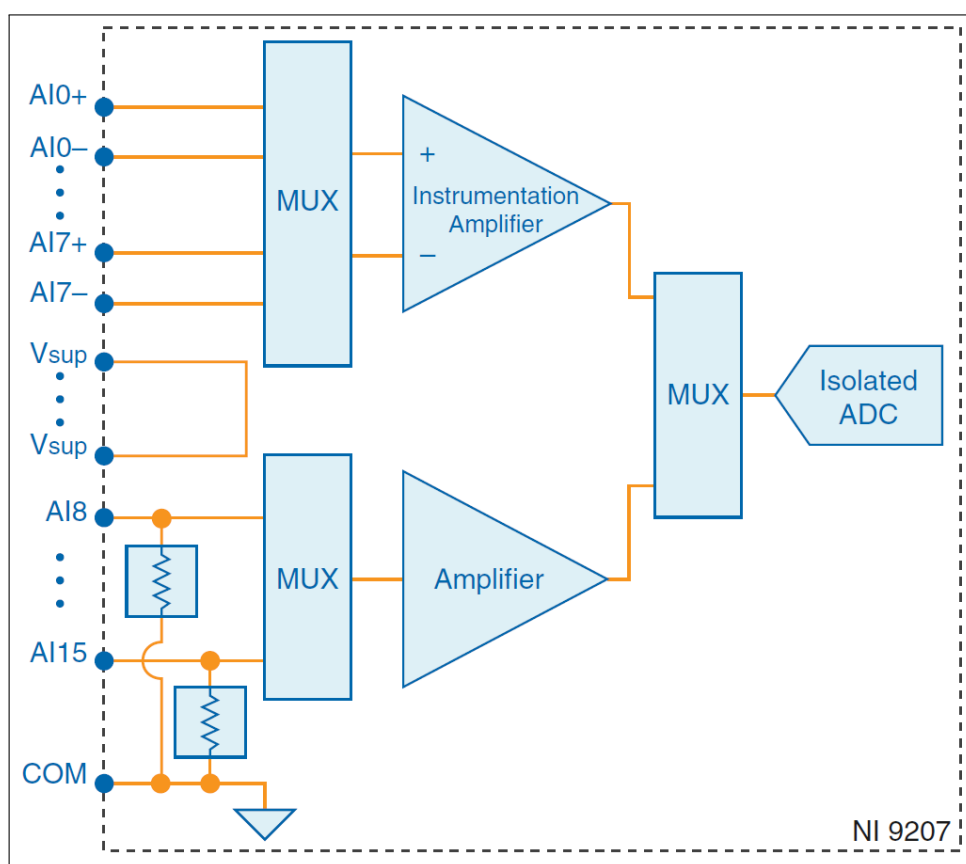 AI0+
AI0–
AI7+
AI7–
Vsup
Vsup
AI8
AI15
COM
MUX
+
Instrumentation
Amplifier
–
MUX
Amplifier
MUX
Isolated
ADC
NI 9207